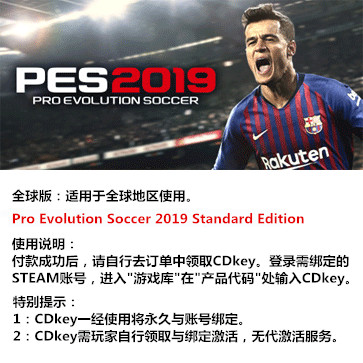 PES2019
PRO EVOLUTION SOCCER
Rakuten
全球版：适用于全球地区使用。
Pro Evolution Soccer 2019 Standard Edition
使用说明：
付款成功后，请自行去订单中领取CDkey。登录需绑定的
STEAM账号，进入"游戏库"在"产品代码"处输入CDkey。
特别提示：
1：CDkey一经使用将永久与账号绑定。
2：CDkey需玩家自行领取与绑定激活，无代激活服务。